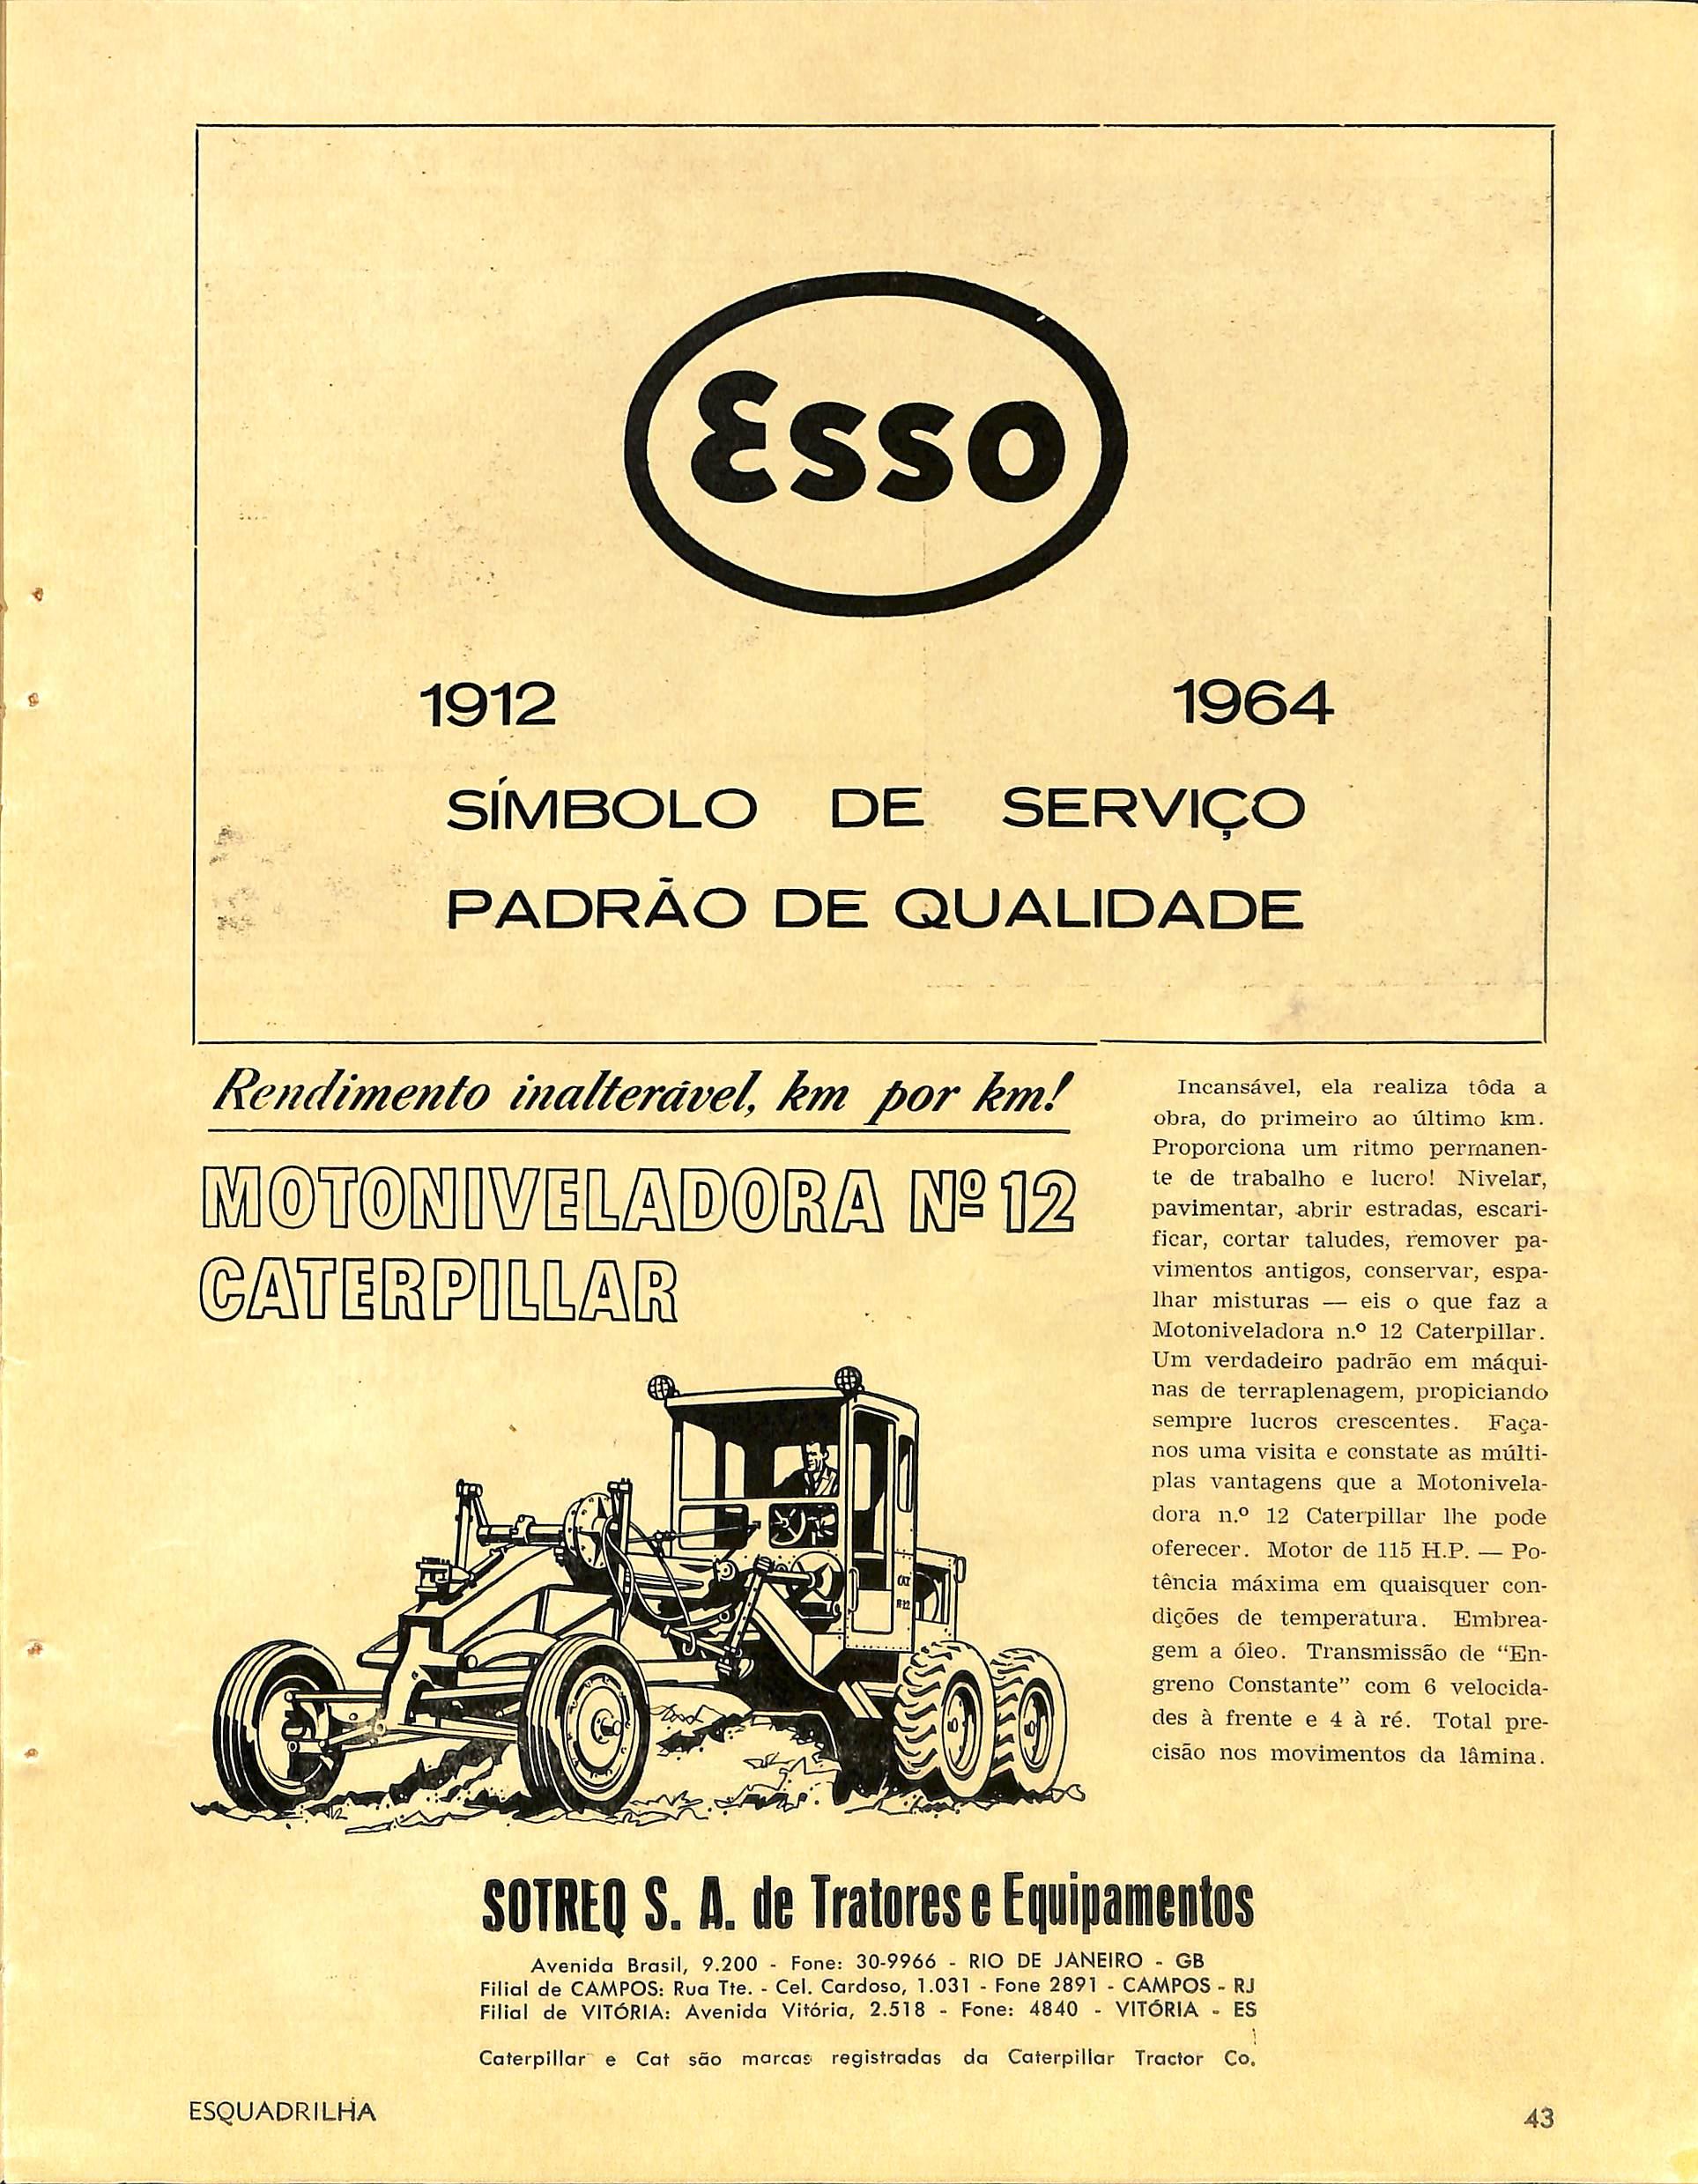 Esso
1912 1964
SÍMBOLO DE SERVIÇO
PADRÃO DE QUALIDADE
Rendimento inalterável, km por km!
MOTONIVELADORA Nº 12
CATERPILLAR
Incansável, ela realiza tôda a
obra, do primeiro ao último km.
Proporciona um ritmo permanen-
te de trabalho e lucro! Nivelar,
pavimentar, abrir estradas, escari-
ficar, cortar taludes, remover pa-
vimentos antigos, conservar, espa-
lhar misturas — eis o que faz a
Motoniveladora n.º 12 Caterpillar.
Um verdadeiro padrão em máqui-
nas de terraplenagem, propiciando
sempre lucros crescentes. Faça-
nos uma visita e constate as múlti-
plas vantagens que a Motonivela-
dora n.º 12 Caterpillar lhe pode
oferecer. Motor de 115 H.P. — Po-
tência máxima em quaisquer con-
dições de temperatura. Embrea-
gem a óleo. Transmissão de “En-
greno Constante” com 6 velocida-
des à frente e 4 à ré. Total pre-
cisão nos movimentos da lâmina.
CAT
Nº12
SOTREQ S. A. de Tratores e Equipamentos
Avenida Brasil, 9.200 - Fone: 30-9966 - RIO DE JANEIRO - GB
Filial de CAMPOS: Rua Tte. - Cel. Cardoso, 1.031 - Fone 2891 - CAMPOS - RJ
Filial de VITÓRIA: Avenida Vitória, 2.518 - Fone: 4840 - VITÓRIA - ES
Caterpillar e Cat são marcas registradas da Caterpillar Tractor Co.
ESQUADRILHA
43